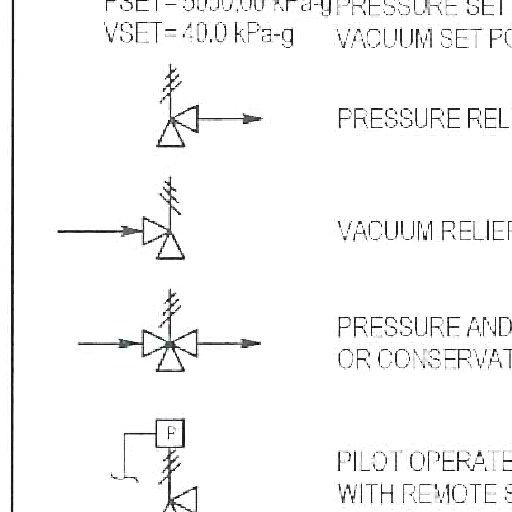 PSET= 5000.00 kPa-g PRESSURE SET
VSET= 40.0 kPa-g VACUUM SET PO
PRESSURE REL
VACUUM RELIEF
PRESSURE AND
OR CONSERVAT
P
PILOT OPERATE
WITH REMOTE S